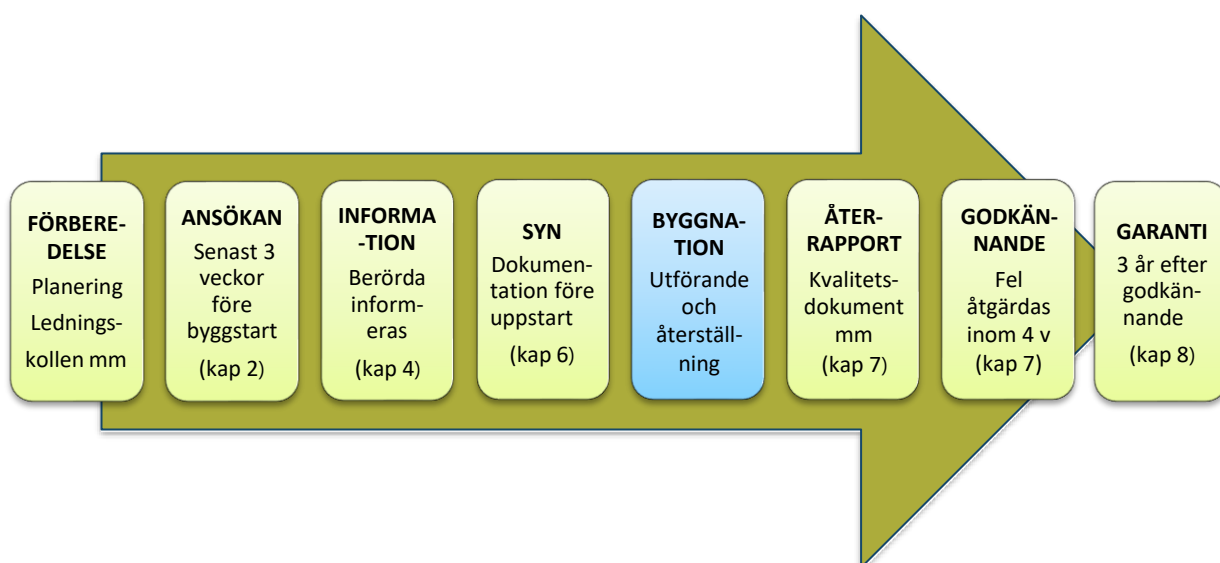 FÖRBERE-
DELSE
Planering
Lednings-
kollen mm
ANSÖKAN
Senast 3
veckor
före
byggstart
(kap 2)
INFORMA
-TION
Berörda
inform-
eras
(kap 4)
SYN
Dokumen-
tation före
uppstart
(kap 6)
BYGGNA-
TION
Utförande
och
återställ-
ning
ÅTER-
RAPPORT
Kvalitets-
dokument
mm
(kap 7)
GODKÄN-
NANDE
Fel
åtgärdas
inom 4 v
(kap 7)
GARANTI
3 år efter
godkän-
nande
(kap 8)